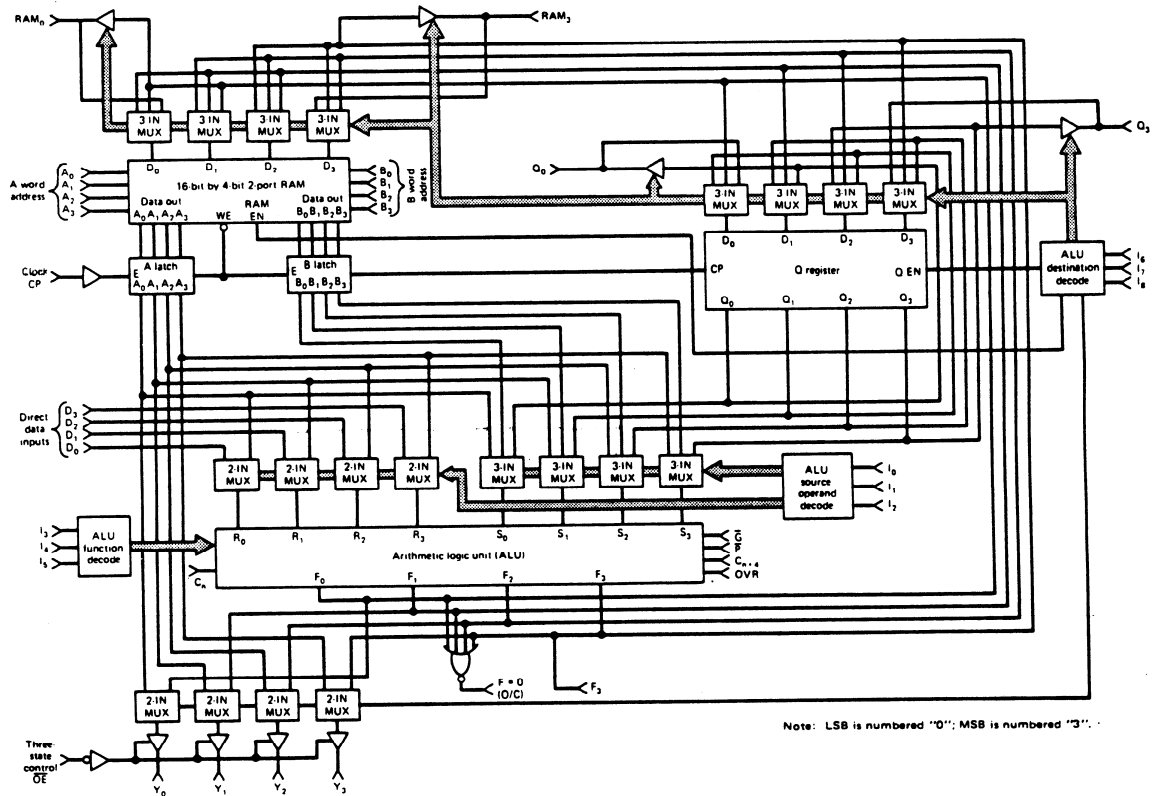 RAMn
RAM3
3-IN MUX
3-IN MUX
3-IN MUX
3-IN MUX
Q3
Q0
A word address
A0
A1
A2
A3
D0 D1 D2 D3
16-bit by 4-bit 2-port RAM
Data out
A0 A1 A2 A3
WE
RAM EN
Data out
B0 B1 B2 B3
B0
B1
B2
B3
B word address
3-IN MUX
3-IN MUX
3-IN MUX
3-IN MUX
D0 D1 D2 D3
CP
Q register
Q EN
Q0 Q1 Q2 Q3
ALU destination decode
I6
I7
I8
Clock CP
A latch
E
A0 A1 A2 A3
B latch
E
B0 B1 B2 B3
Direct data inputs
D3
D2
D1
D0
2-IN MUX
2-IN MUX
2-IN MUX
2-IN MUX
3-IN MUX
3-IN MUX
3-IN MUX
3-IN MUX
ALU source operand decode
I0
I1
I2
I3
I4
I5
ALU function decode
R0 R1 R2 R3 S0 S1 S2 S3
Arithmetic logic unit (ALU)
Cn
F0 F1 F2 F3
G̅
P̅
Cn+4
OVR
F = 0
(O/C)
F3
2-IN MUX
2-IN MUX
2-IN MUX
2-IN MUX
Three-state control O̅E̅
Y0 Y1 Y2 Y3
Note: LSB is numbered "0"; MSB is numbered "3".